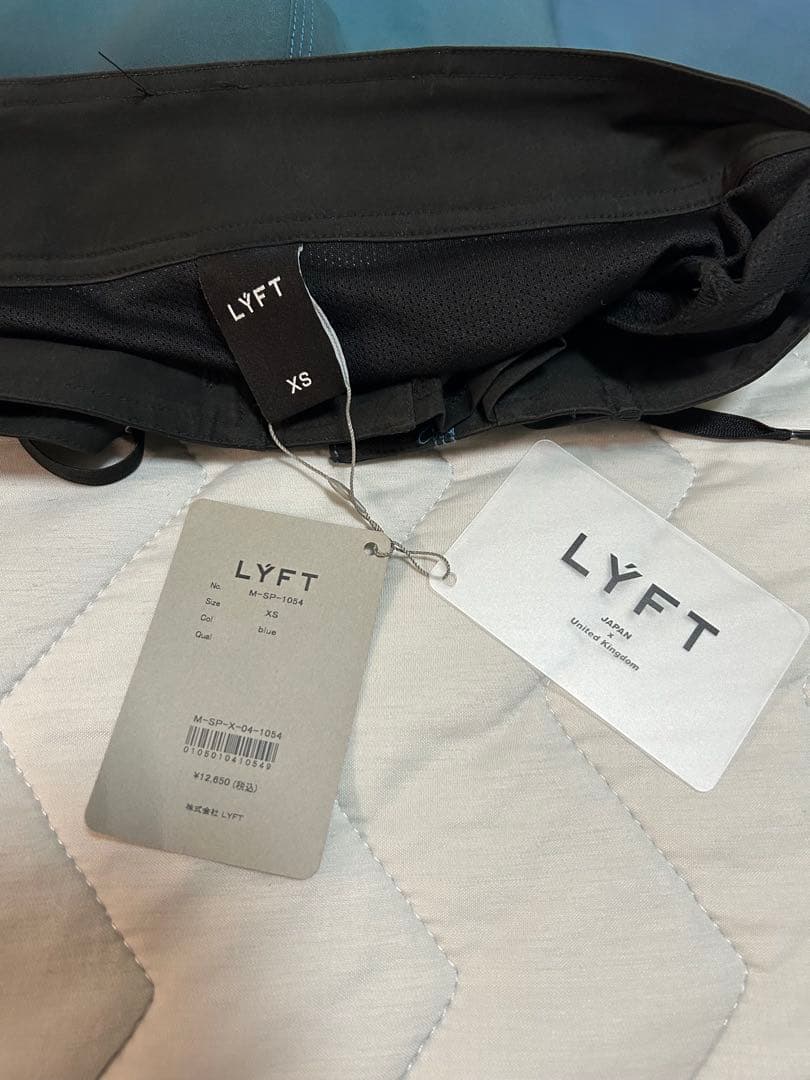 LÝFT
XS
LÝFT
No. M-SP-1054
Size XS
Col blue
Qual
M-SP-X-04-1054
0105010410549
¥12,650(税込)
株式会社 LYFT
LÝFT
JAPAN
x
United Kingdom